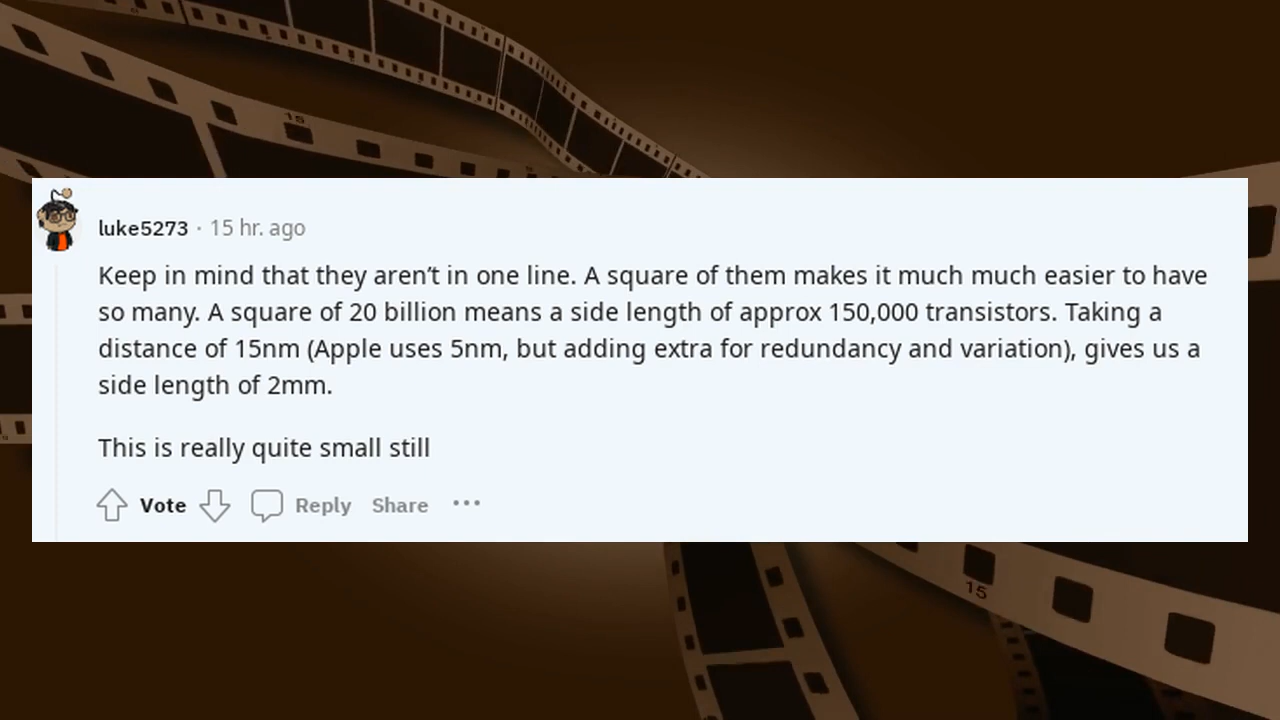 15
luke5273 · 15 hr. ago
Keep in mind that they aren’t in one line. A square of them makes it much much easier to have
so many. A square of 20 billion means a side length of approx 150,000 transistors. Taking a
distance of 15nm (Apple uses 5nm, but adding extra for redundancy and variation), gives us a
side length of 2mm.
This is really quite small still
Vote Reply Share ···
15